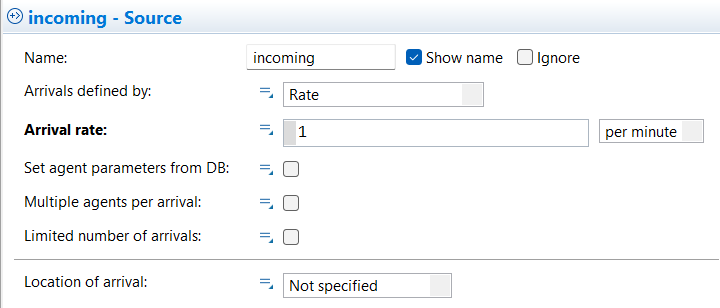 incoming - Source
Name: incoming Show name Ignore
Arrivals defined by: Rate
Arrival rate: 1 per minute
Set agent parameters from DB:
Multiple agents per arrival:
Limited number of arrivals:
Location of arrival: Not specified